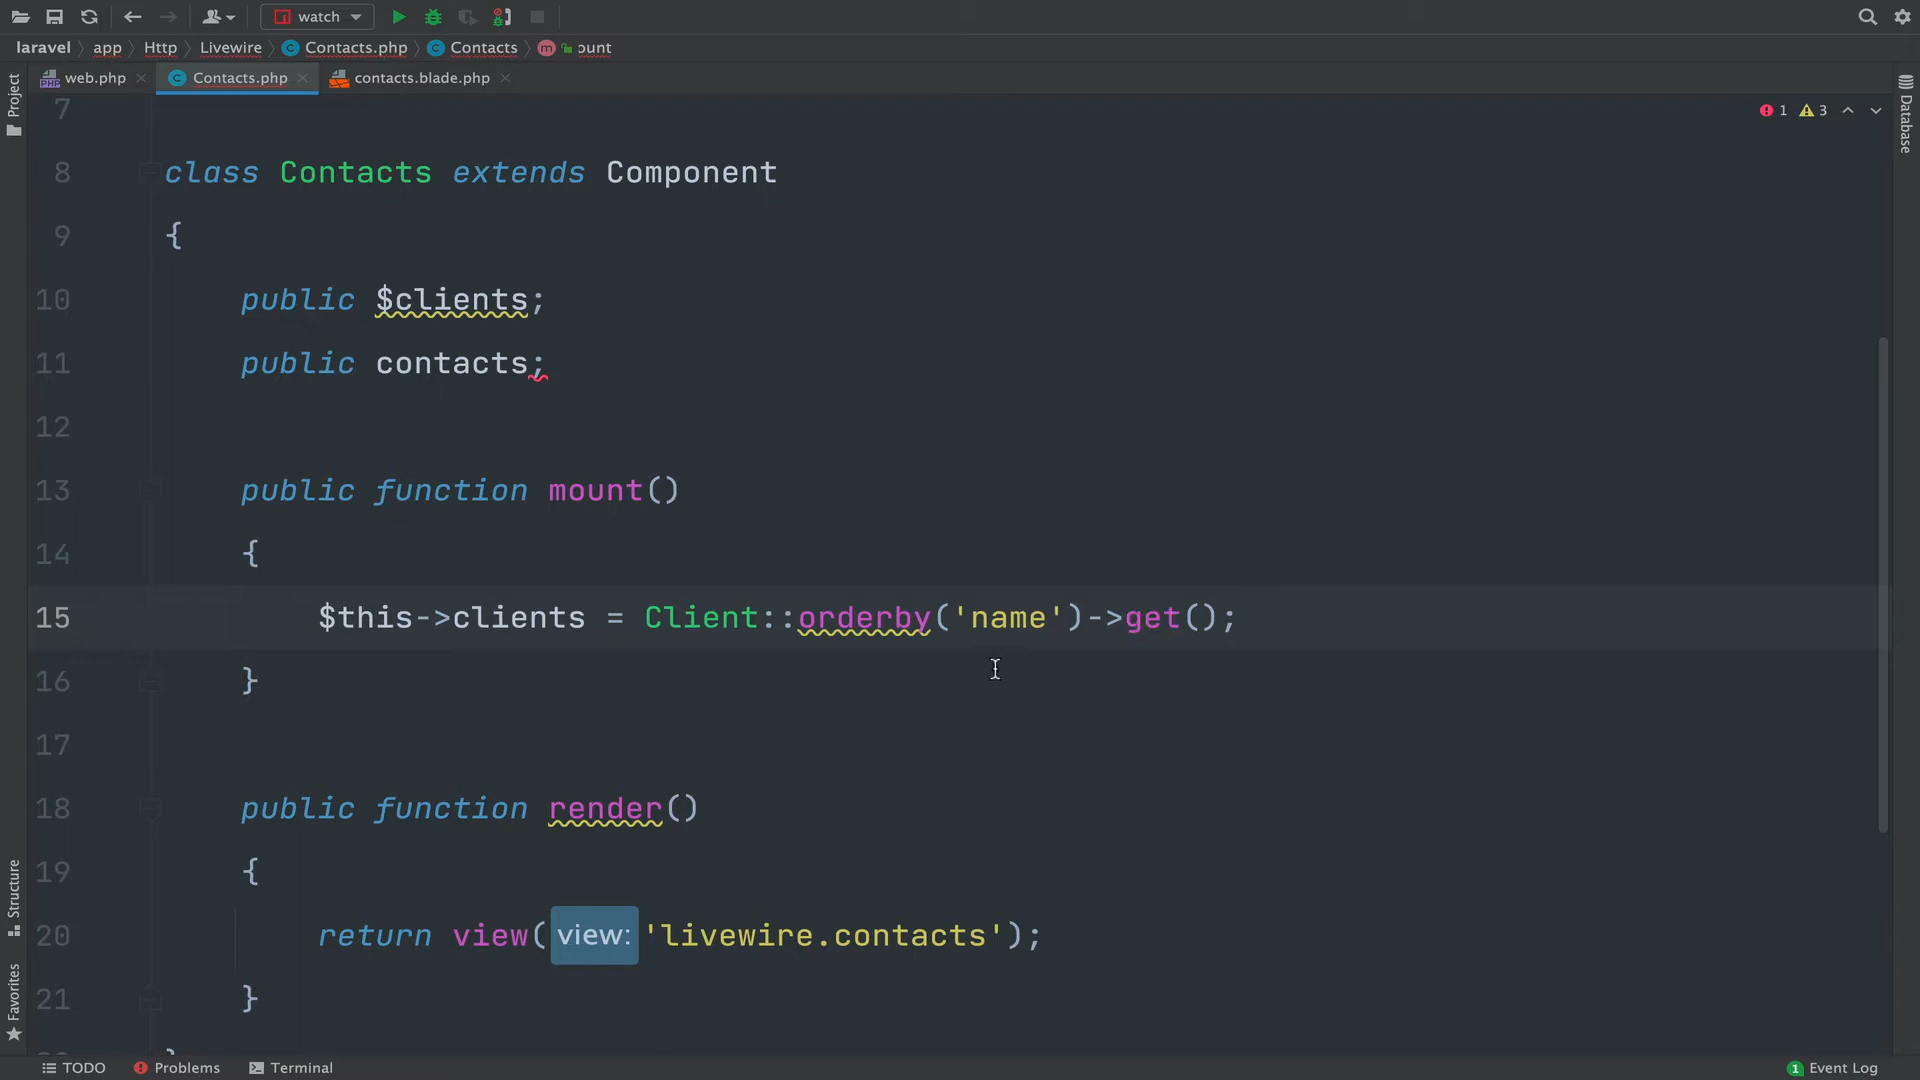 watch
laravel app Http Livewire Contacts.php Contacts ount
web.php Contacts.php contacts.blade.php
Project
Database
1 3
7
8 class Contacts extends Component
9 {
10 public $clients;
11 public contacts;
12
13 public function mount()
14 {
15 $this->clients = Client::orderby('name')->get();
16 }
17
18 public function render()
19 {
20 return view( view: 'livewire.contacts');
21 }
Structure
Favorites
TODO Problems Terminal 1 Event Log